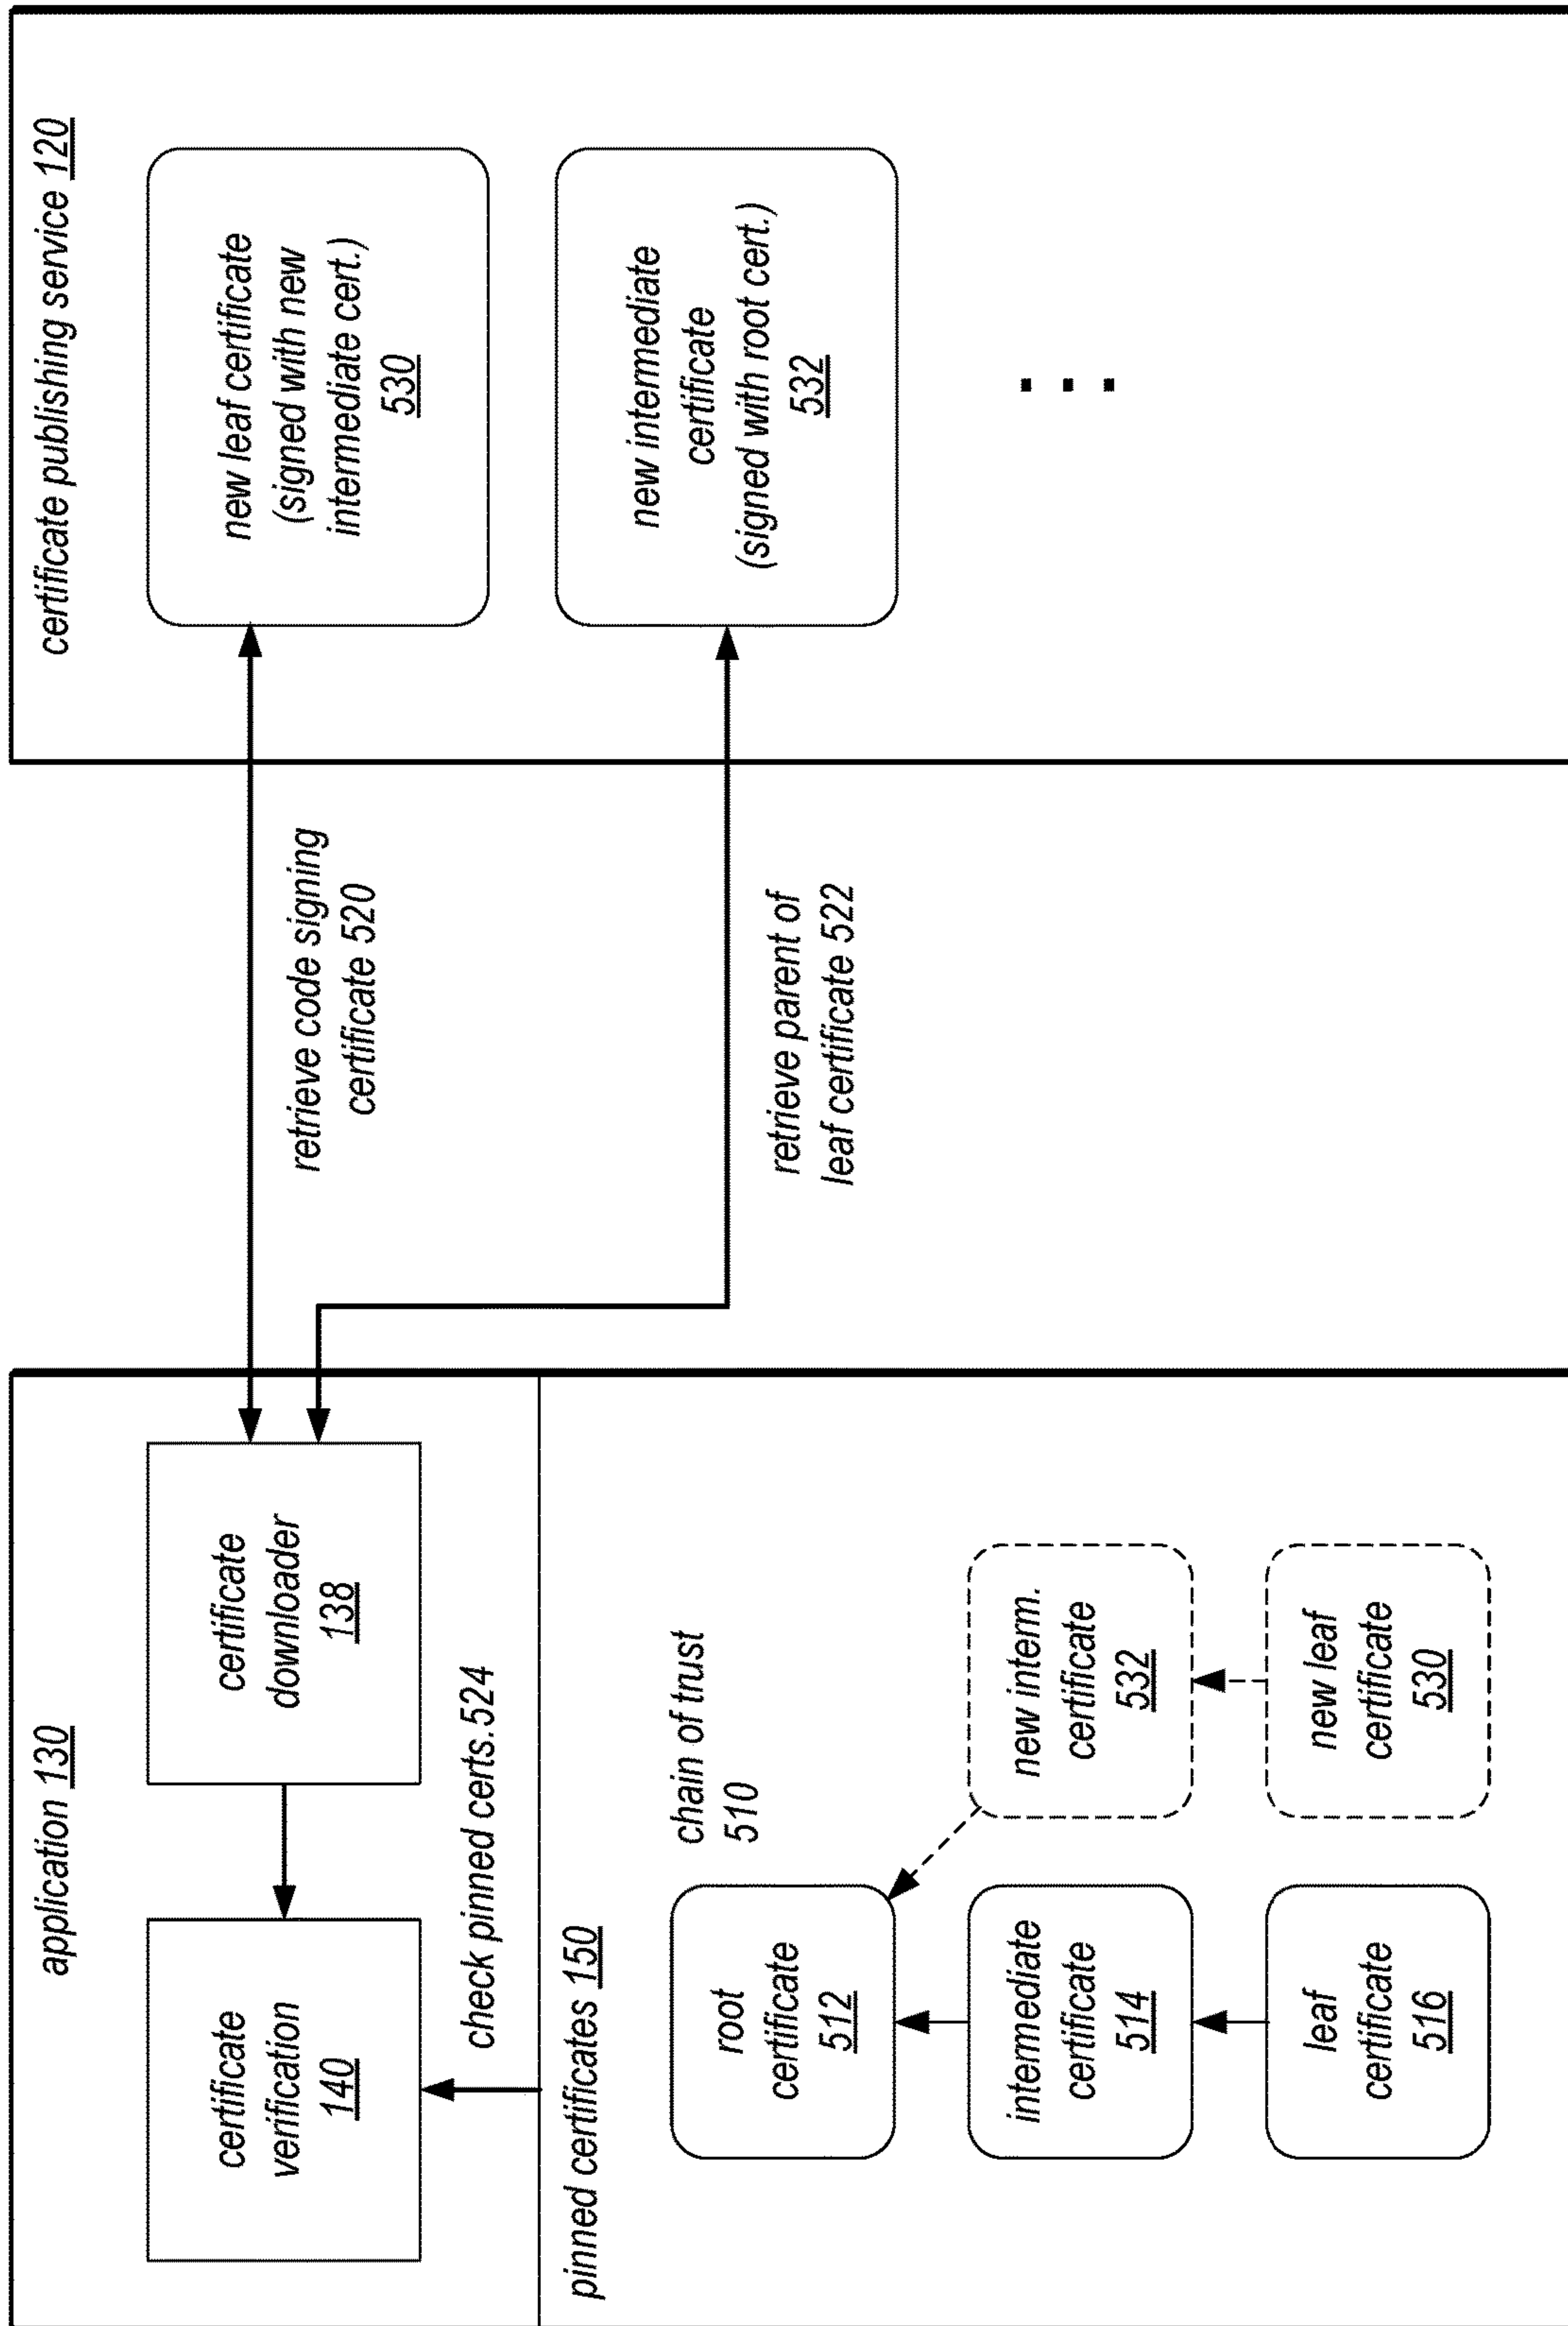 application 130
certificate
verification
140
certificate
downloader
138
check pinned certs.524
pinned certificates 150
chain of trust
510
root
certificate
512
intermediate
certificate
514
leaf
certificate
516
new interm.
certificate
532
new leaf
certificate
530
retrieve code signing
certificate 520
retrieve parent of
leaf certificate 522
certificate publishing service 120
new leaf certificate
(signed with new
intermediate cert.)
530
new intermediate
certificate
(signed with root cert.)
532